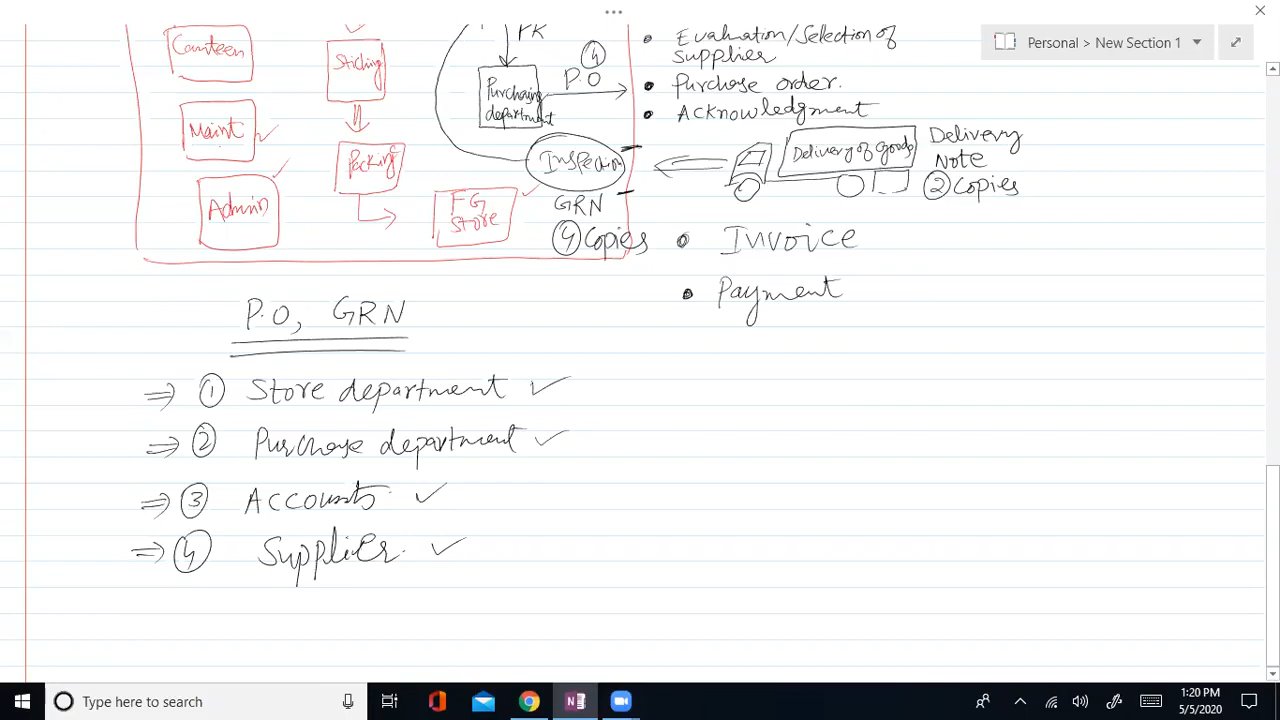 Personal > New Section 1
Canteen
Maint
Admin
Stiching
Packing
FG
Store
PR
Purchasing
department
4
P.O
Inspection
GRN
4 Copies
• Evaluation/Selection of
supplier
• Purchase order.
• Acknowledgment
Delivery of goods
Delivery
Note
2 Copies
• Invoice
• Payment
P.O, GRN
⇒ 1 Store department ✓
⇒ 2 Purchase department ✓
⇒ 3 Accounts ✓
⇒ 4 Supplier. ✓
Type here to search
1:20 PM
5/5/2020